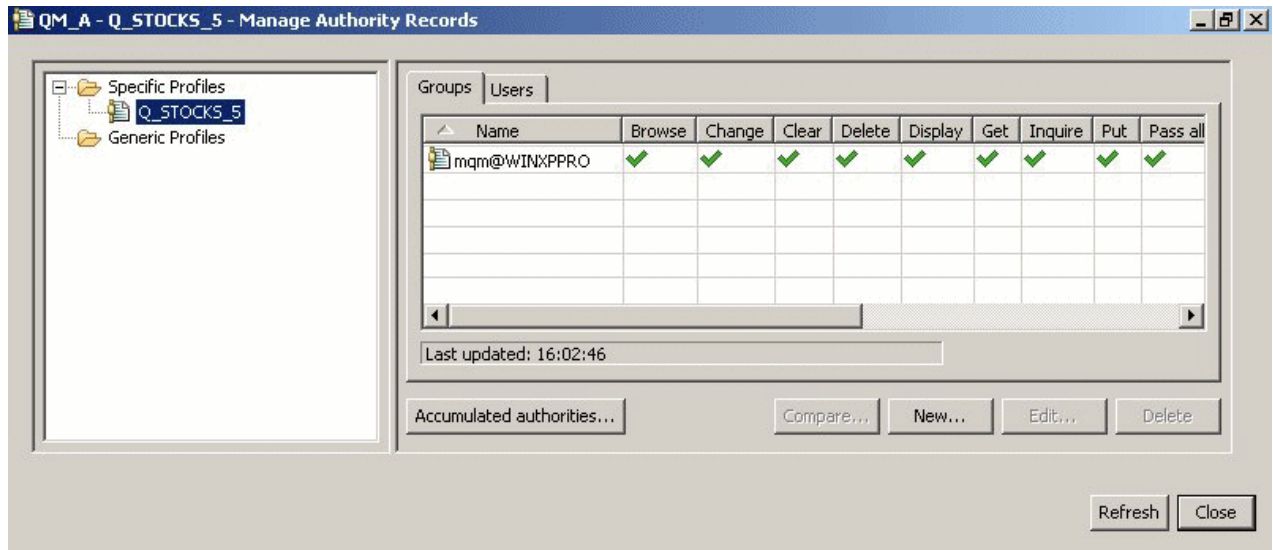 QM_A - Q_STOCKS_5 - Manage Authority Records
Specific Profiles
Q_STOCKS_5
Generic Profiles
Groups Users
Name Browse Change Clear Delete Display Get Inquire Put Pass all
mqm@WINXPPRO
Last updated: 16:02:46
Accumulated authorities... Compare... New... Edit... Delete
Refresh Close